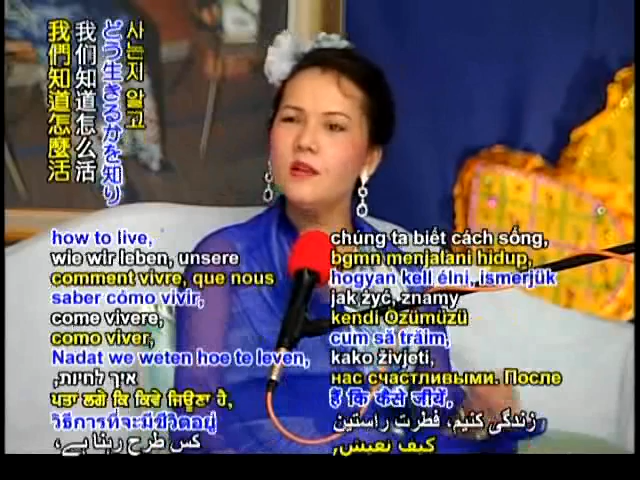 사는지 알고
どう生きるかを知り
我们知道怎么活
我們知道怎麼活
how to live,
wie wir leben, unsere
comment vivre, que nous
saber cómo vivir,
come vivere,
como viver,
Nadat we weten hoe te leven,
איך לחיות,
ਪਤਾ ਲਗੇ ਕਿ ਕਿਵੇ ਜਿਊਣਾ ਹੈ,
วิธีการที่จะมีชีวิตอยู่
کس طرح رہنا ہے،
chúng ta biết cách sống,
bgmn menjalani hidup,
hogyan kell élni, ismerjük
jak żyć, znamy
kendi Özümüzü
cum să trăim,
kako živjeti,
нас счастливыми. После
हैं कि कैसे जीयें,
زندگی کنیم، فطرت راستین
كيف نعيش,